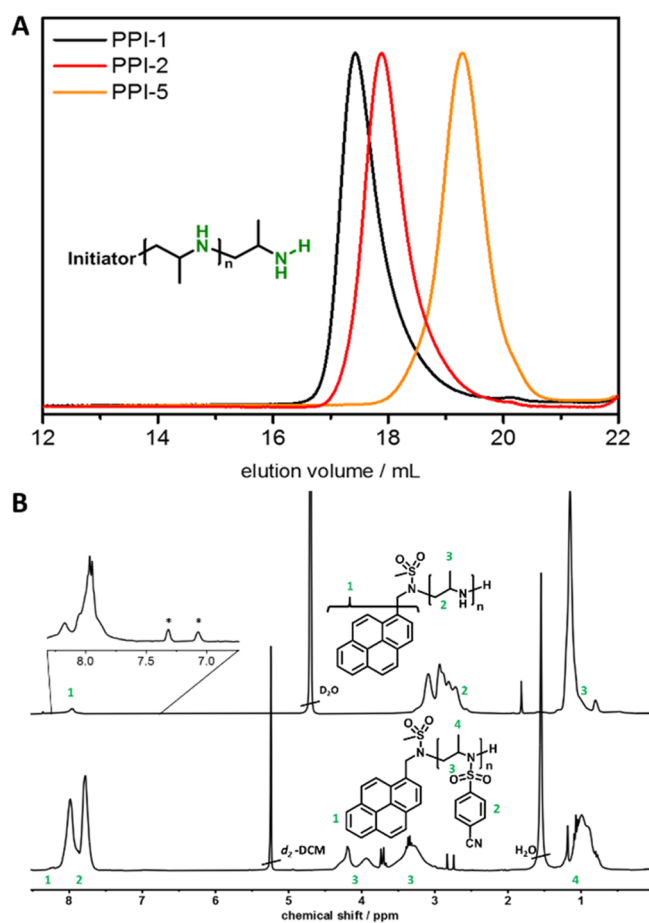 A
PPI-1
PPI-2
PPI-5
H
N
H
N
H
n
Initiator
12 14 16 18 20 22
elution volume / mL
B
O
S
O
N
3
H
N
H
n
2
1
8.0 7.5 7.0
* *
1
D₂O
2
3
4
O
S
O
N
H
N
n
3
O S O
2
CN
1
d₂-DCM
H₂O
1 2 3 3 4
8 7 6 5 4 3 2 1
chemical shift / ppm